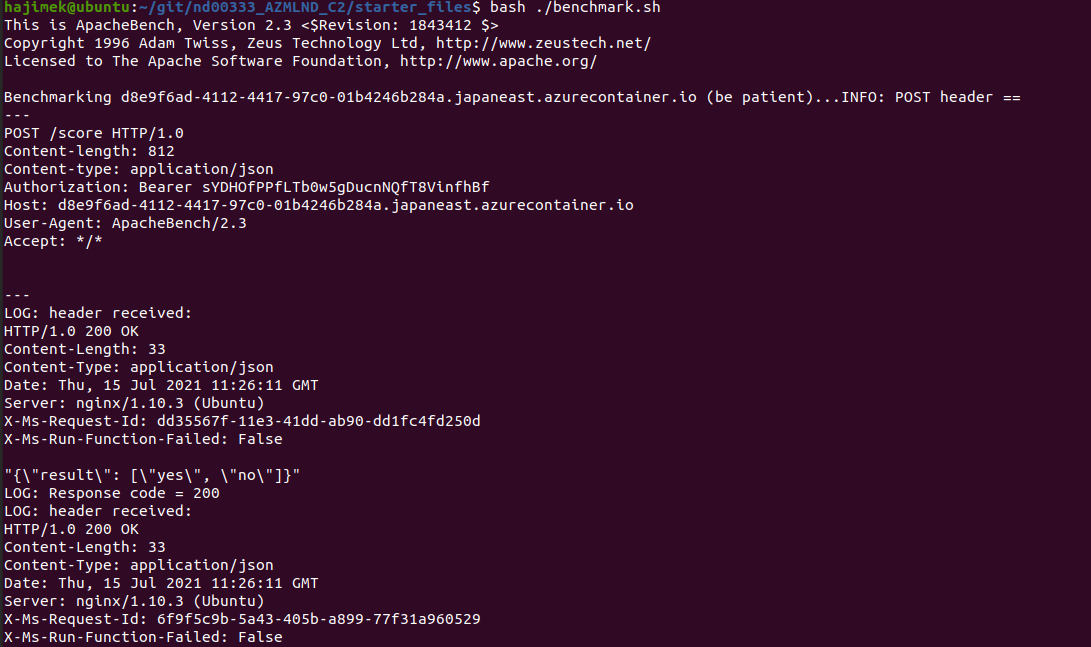 hajimek@ubuntu:~/git/nd00333_AZMLND_C2/starter_files$ bash ./benchmark.sh
This is ApacheBench, Version 2.3 <$Revision: 1843412 $>
Copyright 1996 Adam Twiss, Zeus Technology Ltd, http://www.zeustech.net/
Licensed to The Apache Software Foundation, http://www.apache.org/

Benchmarking d8e9f6ad-4112-4417-97c0-01b4246b284a.japaneast.azurecontainer.io (be patient)...INFO: POST header ==
---
POST /score HTTP/1.0
Content-length: 812
Content-type: application/json
Authorization: Bearer sYDHOfPPfLTb0w5gDucnNQfT8VinfhBf
Host: d8e9f6ad-4112-4417-97c0-01b4246b284a.japaneast.azurecontainer.io
User-Agent: ApacheBench/2.3
Accept: */*


---
LOG: header received:
HTTP/1.0 200 OK
Content-Length: 33
Content-Type: application/json
Date: Thu, 15 Jul 2021 11:26:11 GMT
Server: nginx/1.10.3 (Ubuntu)
X-Ms-Request-Id: dd35567f-11e3-41dd-ab90-dd1fc4fd250d
X-Ms-Run-Function-Failed: False

"{\"result\": [\"yes\", \"no\"]}"
LOG: Response code = 200
LOG: header received:
HTTP/1.0 200 OK
Content-Length: 33
Content-Type: application/json
Date: Thu, 15 Jul 2021 11:26:11 GMT
Server: nginx/1.10.3 (Ubuntu)
X-Ms-Request-Id: 6f9f5c9b-5a43-405b-a899-77f31a960529
X-Ms-Run-Function-Failed: False